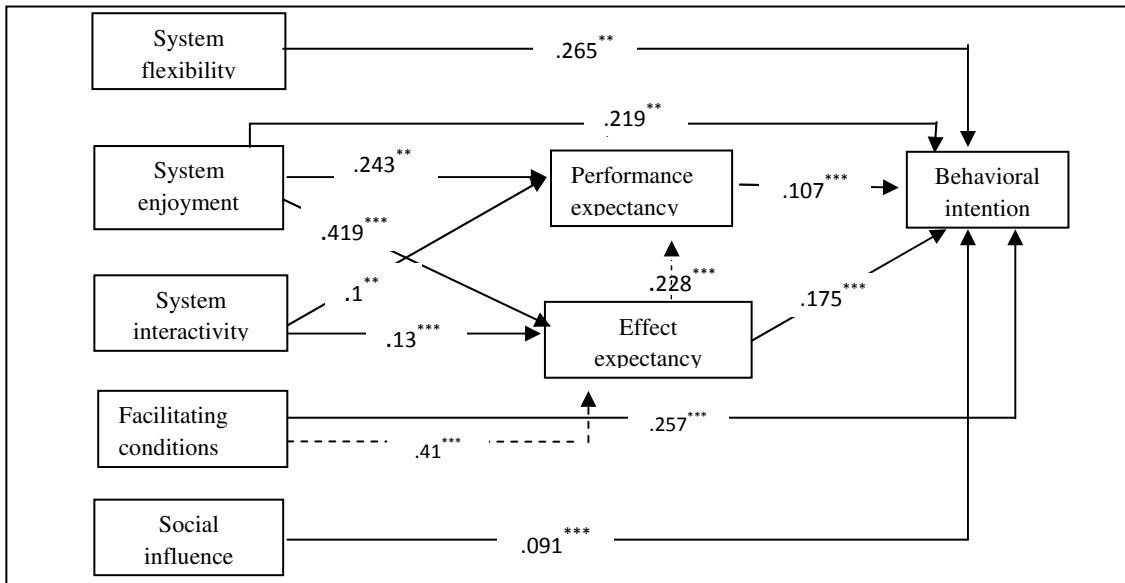 System
flexibility
.265**
.219**
System
enjoyment
.243**
Performance
expectancy
.107***
Behavioral
intention
.419***
System
interactivity
.1**
.13***
.228***
.175***
Effect
expectancy
Facilitating
conditions
.257***
.41***
Social
influence
.091***